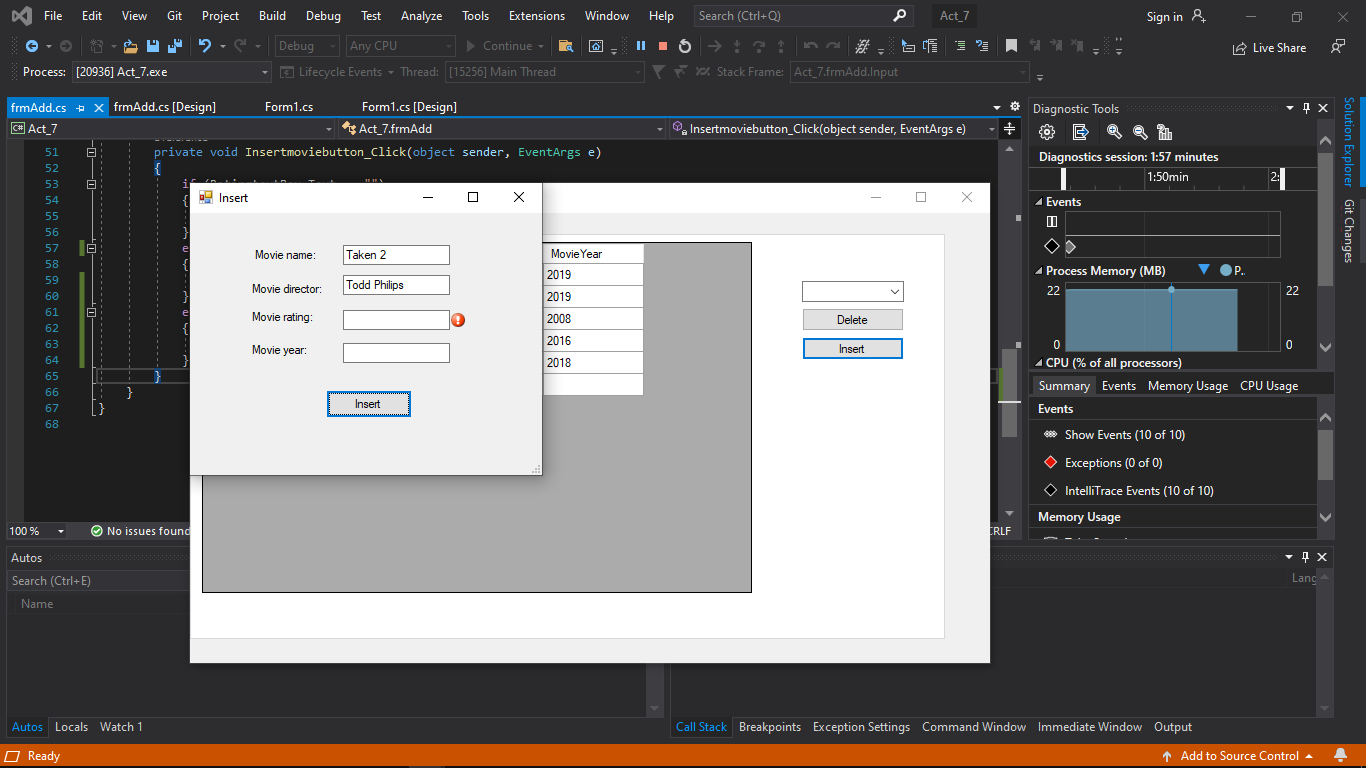 File Edit View Git Project Build Debug Test Analyze Tools Extensions Window Help Search (Ctrl+Q) Act_7 Sign in
Debug Any CPU Continue Live Share
Process: [20936] Act_7.exe Lifecycle Events Thread: [15256] Main Thread Stack Frame: Act_7.frmAdd.Input
frmAdd.cs frmAdd.cs [Design] Form1.cs Form1.cs [Design]
C# Act_7 Act_7.frmAdd Insertmoviebutton_Click(object sender, EventArgs e)
51 private void Insertmoviebutton_Click(object sender, EventArgs e)
52 {
53
54 {
55
56 }
57 e
58 {
59
60 }
61 e
62 {
63
64 }
65 }
66 }
67 }
68
100 % No issues found
CRLF
Insert
Movie name: Taken 2
Movie director: Todd Philips
Movie rating:
Movie year:
Insert
MovieYear
2019
2019
2008
2016
2018
Delete
Insert
Diagnostic Tools
Diagnostics session: 1:57 minutes
1:50min 2:
Events
Process Memory (MB) P..
22 22
0 0
CPU (% of all processors)
Summary Events Memory Usage CPU Usage
Events
Show Events (10 of 10)
Exceptions (0 of 0)
IntelliTrace Events (10 of 10)
Memory Usage
Solution Explorer
Git Changes
Autos
Search (Ctrl+E)
Name
Lang
Autos Locals Watch 1
Call Stack Breakpoints Exception Settings Command Window Immediate Window Output
Ready Add to Source Control